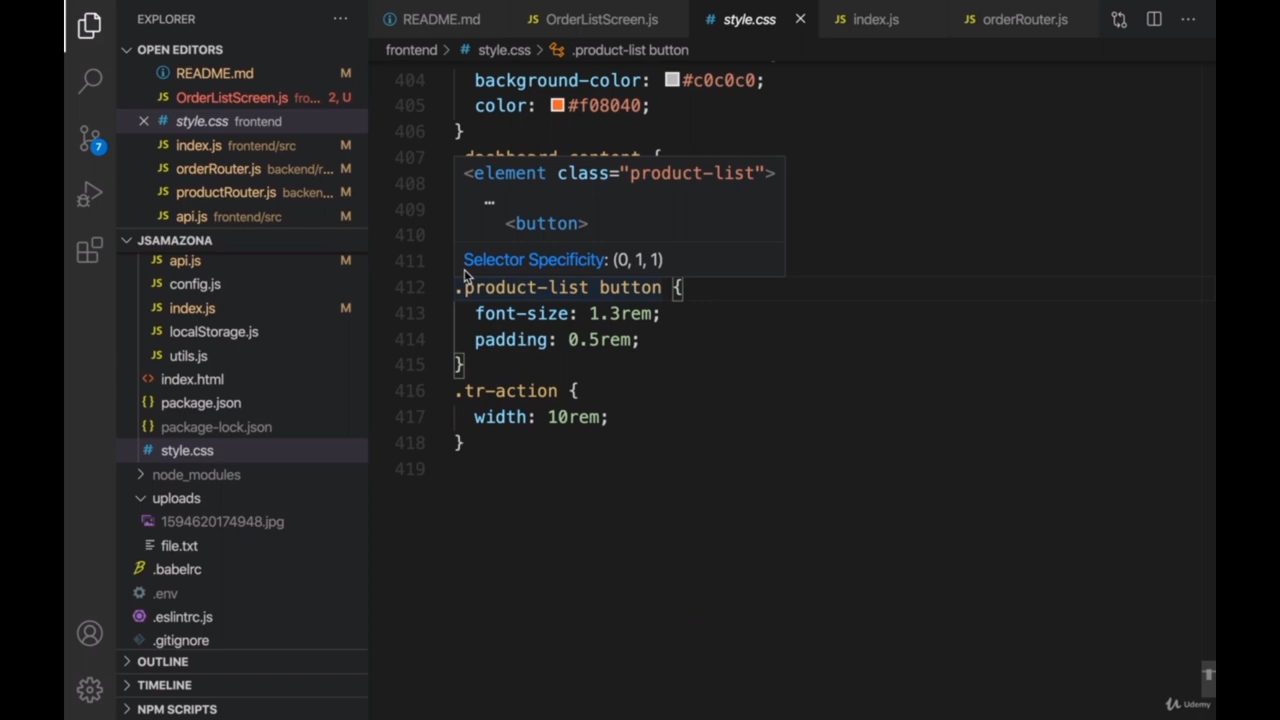 EXPLORER
README.md
OrderListScreen.js
style.css
index.js
orderRouter.js
OPEN EDITORS
README.md M
OrderListScreen.js fro... 2, U
style.css frontend
index.js frontend/src M
orderRouter.js backend/r... M
productRouter.js backen... M
api.js frontend/src M
JSAMAZONA
api.js M
config.js
index.js M
localStorage.js
utils.js
index.html
package.json
package-lock.json
style.css
node_modules
uploads
1594620174948.jpg
file.txt
.babelrc
.env
.eslintrc.js
.gitignore
OUTLINE
TIMELINE
NPM SCRIPTS
7
frontend > style.css > .product-list button
404 background-color: #c0c0c0;
405 color: #f08040;
406 }
407 .dashboard-content {
408
409
410
411
<element class="product-list">
…
<button>
Selector Specificity: (0, 1, 1)
412 .product-list button {
413 font-size: 1.3rem;
414 padding: 0.5rem;
415 }
416 .tr-action {
417 width: 10rem;
418 }
419
Udemy